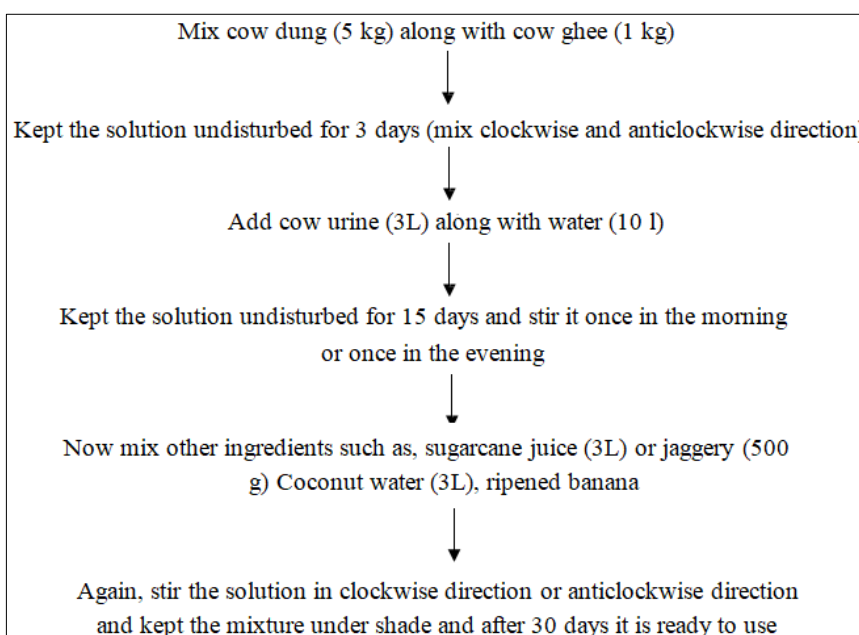 Mix cow dung (5 kg) along with cow ghee (1 kg)
Kept the solution undisturbed for 3 days (mix clockwise and anticlockwise direction)
Add cow urine (3L) along with water (10 l)
Kept the solution undisturbed for 15 days and stir it once in the morning
or once in the evening
Now mix other ingredients such as, sugarcane juice (3L) or jaggery (500
g) Coconut water (3L), ripened banana
Again, stir the solution in clockwise direction or anticlockwise direction
and kept the mixture under shade and after 30 days it is ready to use